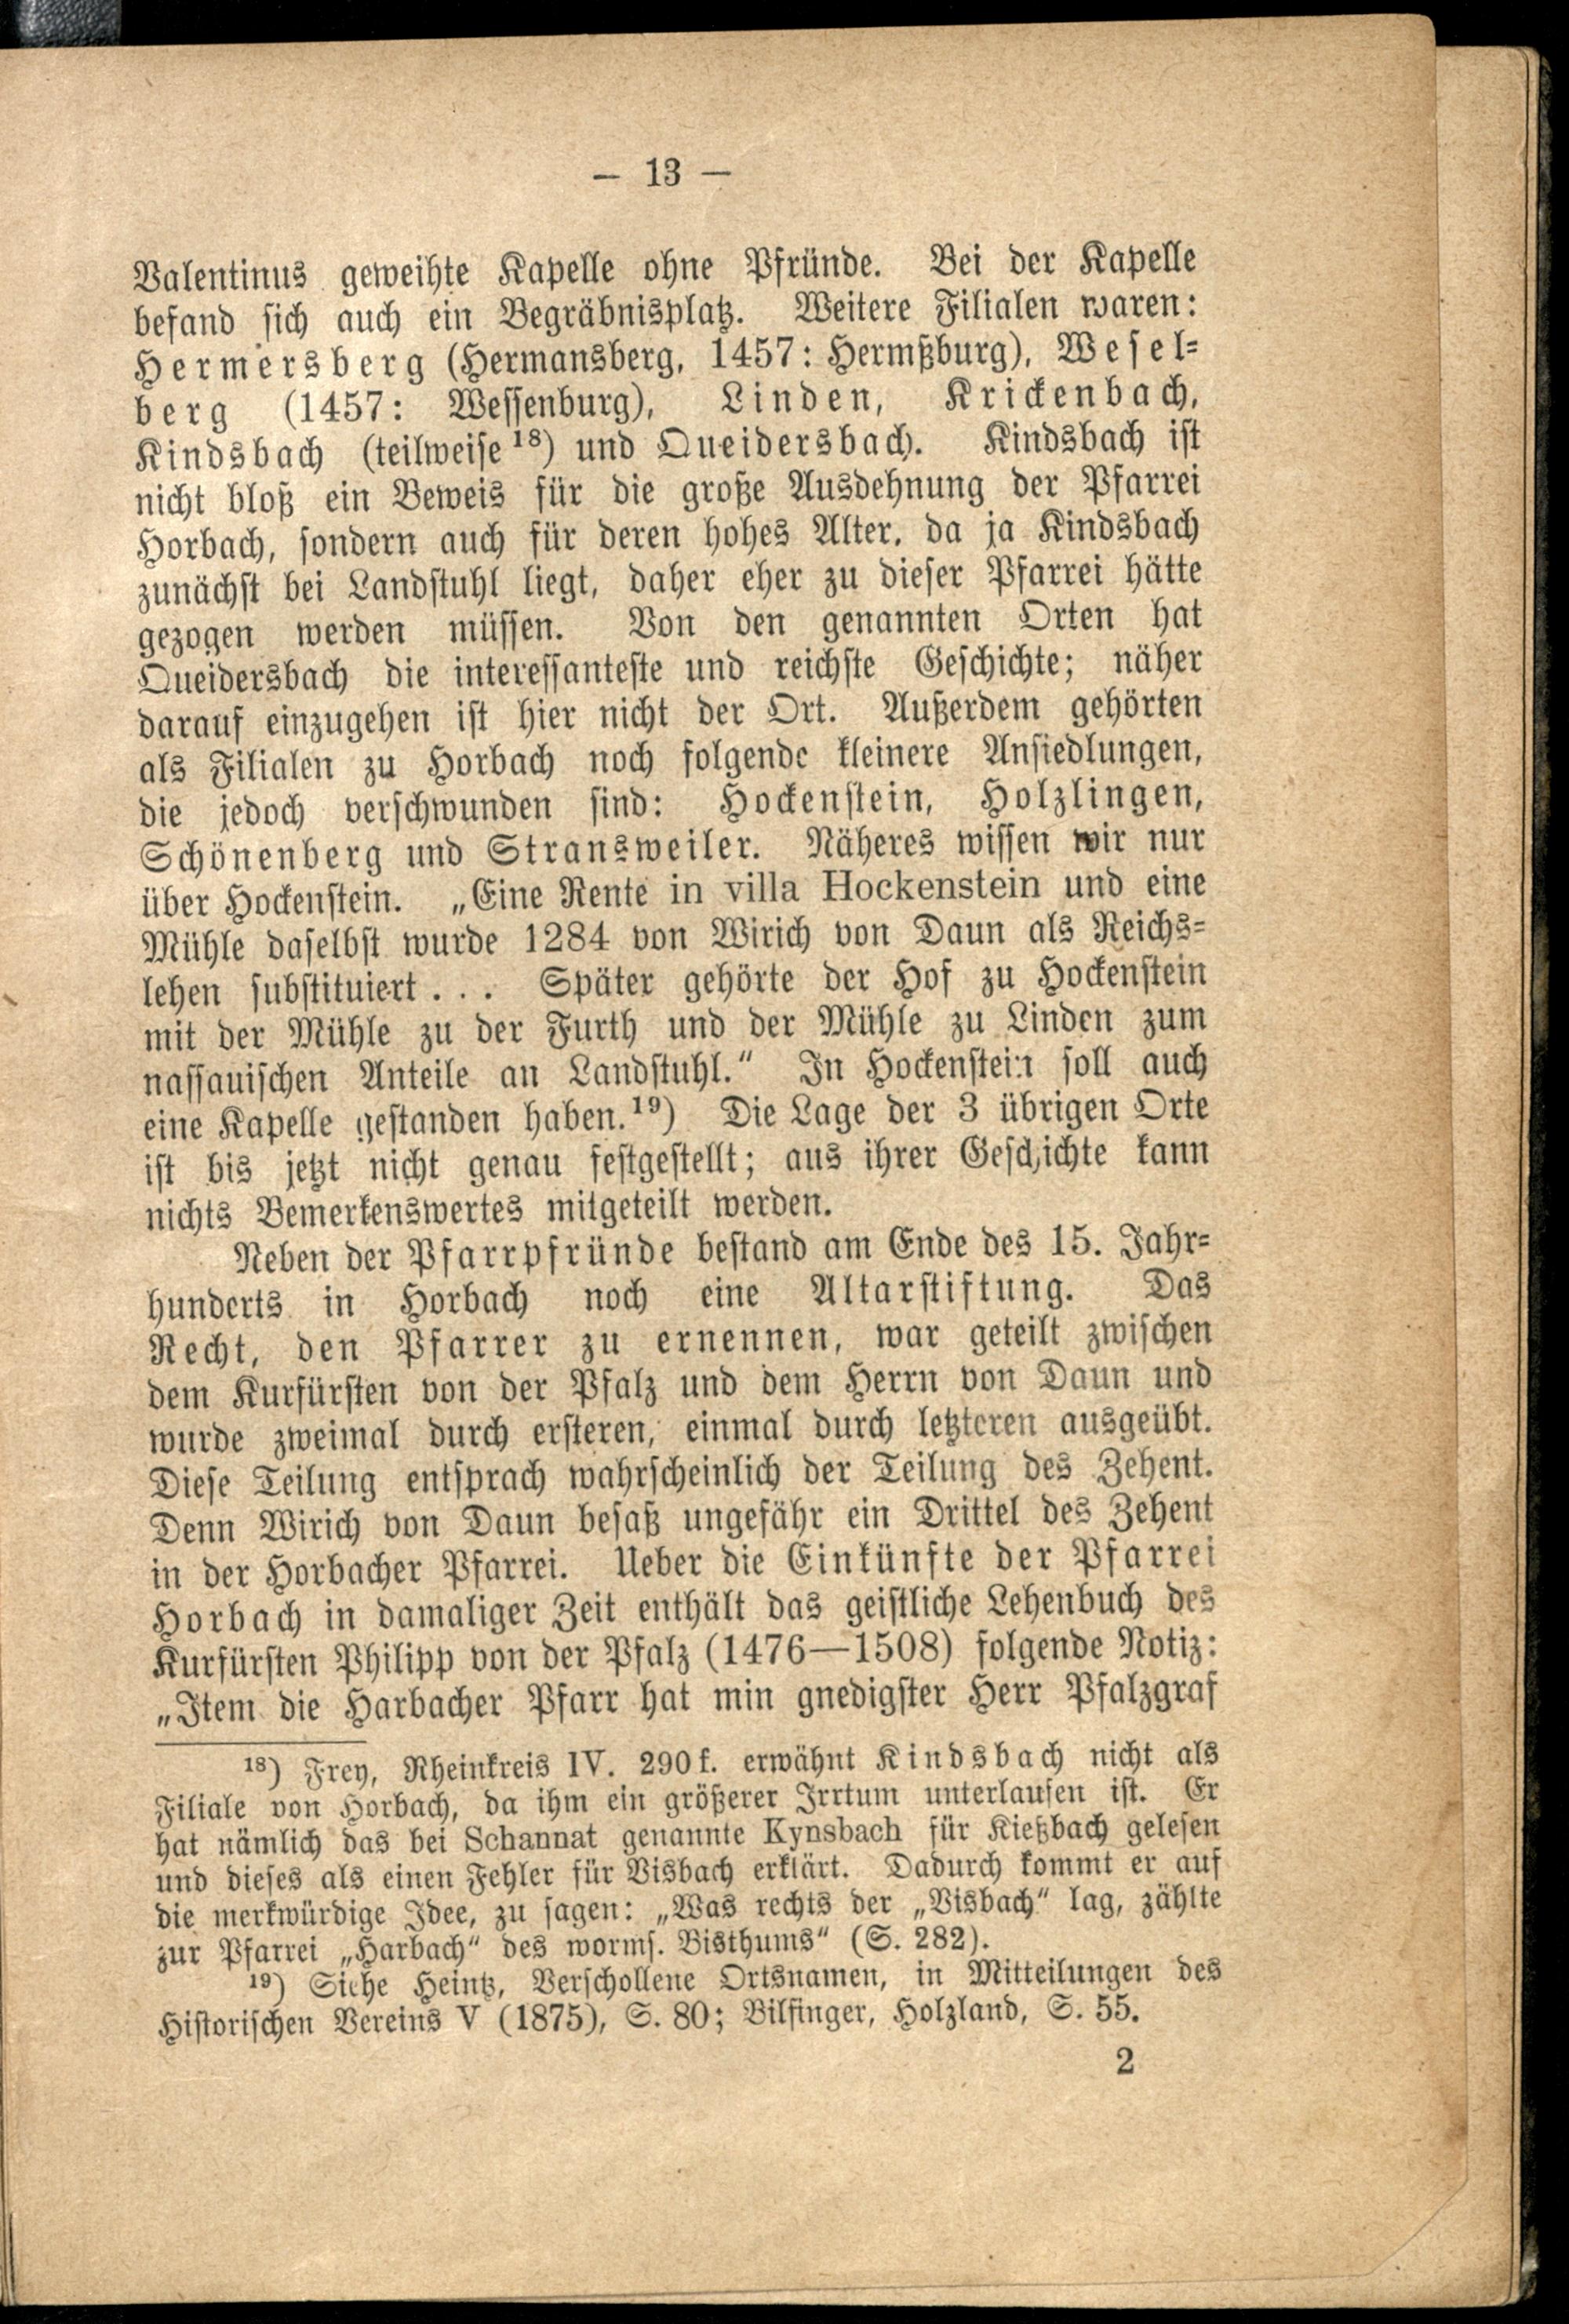 — 13 —
Valentinus geweihte Kapelle ohne Pfründe. Bei der Kapelle
befand sich auch ein Begräbnisplatz. Weitere Filialen waren:
Hermersberg (Hermansberg, 1457: Hermßburg), Wesel-
berg (1457: Wessenburg), Linden, Krickenbach,
Kindsbach (teilweise ¹⁸) und Queidersbach. Kindsbach ist
nicht bloß ein Beweis für die große Ausdehnung der Pfarrei
Horbach, sondern auch für deren hohes Alter, da ja Kindsbach
zunächst bei Landstuhl liegt, daher eher zu dieser Pfarrei hätte
gezogen werden müssen. Von den genannten Orten hat
Queidersbach die interessanteste und reichste Geschichte; näher
darauf einzugehen ist hier nicht der Ort. Außerdem gehörten
als Filialen zu Horbach noch folgende kleinere Ansiedlungen,
die jedoch verschwunden sind: Hockenstein, Holzlingen,
Schönenberg und Stransweiler. Näheres wissen wir nur
über Hockenstein. „Eine Rente in villa Hockenstein und eine
Mühle daselbst wurde 1284 von Wirich von Daun als Reichs-
lehen substituiert . . . Später gehörte der Hof zu Hockenstein
mit der Mühle zu der Furth und der Mühle zu Linden zum
nassauischen Anteile an Landstuhl.“ In Hockenstein soll auch
eine Kapelle gestanden haben.¹⁹) Die Lage der 3 übrigen Orte
ist bis jetzt nicht genau festgestellt; aus ihrer Geschichte kann
nichts Bemerkenswertes mitgeteilt werden.
Neben der Pfarrpfründe bestand am Ende des 15. Jahr-
hunderts in Horbach noch eine Altarstiftung. Das
Recht, den Pfarrer zu ernennen, war geteilt zwischen
dem Kurfürsten von der Pfalz und dem Herrn von Daun und
wurde zweimal durch ersteren, einmal durch letzteren ausgeübt.
Diese Teilung entsprach wahrscheinlich der Teilung des Zehent.
Denn Wirich von Daun besaß ungefähr ein Drittel des Zehent
in der Horbacher Pfarrei. Ueber die Einkünfte der Pfarrei
Horbach in damaliger Zeit enthält das geistliche Lehenbuch des
Kurfürsten Philipp von der Pfalz (1476—1508) folgende Notiz:
„Item die Harbacher Pfarr hat min gnedigster Herr Pfalzgraf
¹⁸) Frey, Rheinkreis IV. 290 f. erwähnt Kindsbach nicht als
Filiale von Horbach, da ihm ein größerer Irrtum unterlaufen ist. Er
hat nämlich das bei Schannat genannte Kynsbach für Kießbach gelesen
und dieses als einen Fehler für Bisbach erklärt. Dadurch kommt er auf
die merkwürdige Idee, zu sagen: „Was rechts der „Bisbach“ lag, zählte
zur Pfarrei „Harbach“ des worms. Bisthums“ (S. 282).
¹⁹) Siehe Heintz, Verschollene Ortsnamen, in Mitteilungen des
Historischen Vereins V (1875), S. 80; Bilfinger, Holzland, S. 55.
2